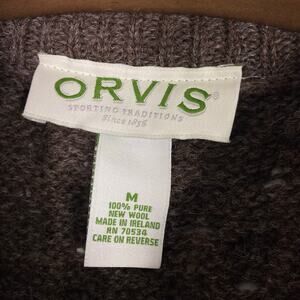 ORVIS®
SPORTING TRADITIONS
Since 1856
M
100% PURE
NEW WOOL
MADE IN IRELAND
RN 70534
CARE ON REVERSE